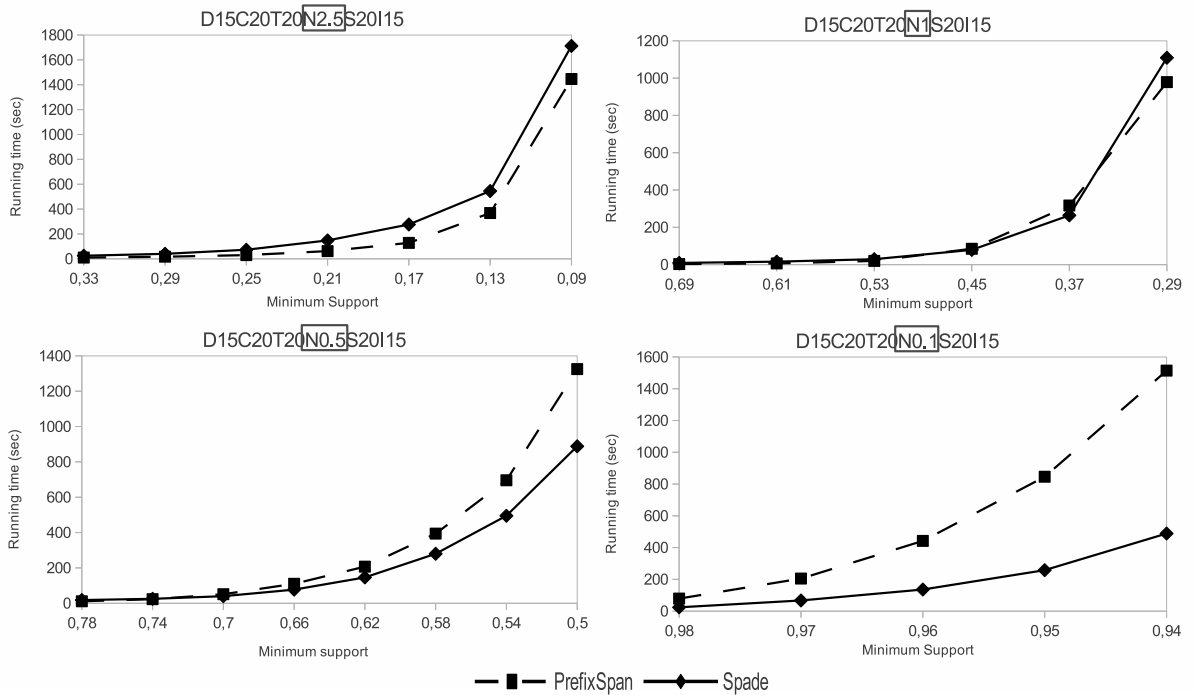 D15C20T20N2.5S20I15
1800
1600
1400
1200
1000
800
600
400
200
0
Running time (sec)
0,33 0,29 0,25 0,21 0,17 0,13 0,09
Minimum Support
D15C20T20N1S20I15
1200
1000
800
600
400
200
0
Running time (sec)
0,69 0,61 0,53 0,45 0,37 0,29
Minimum Support
D15C20T20N0.5S20I15
1400
1200
1000
800
600
400
200
0
Running time (sec)
0,78 0,74 0,7 0,66 0,62 0,58 0,54 0,5
Minimum support
D15C20T20N0.1S20I15
1600
1400
1200
1000
800
600
400
200
0
Running time (sec)
0,98 0,97 0,96 0,95 0,94
Minimum Support
PrefixSpan Spade